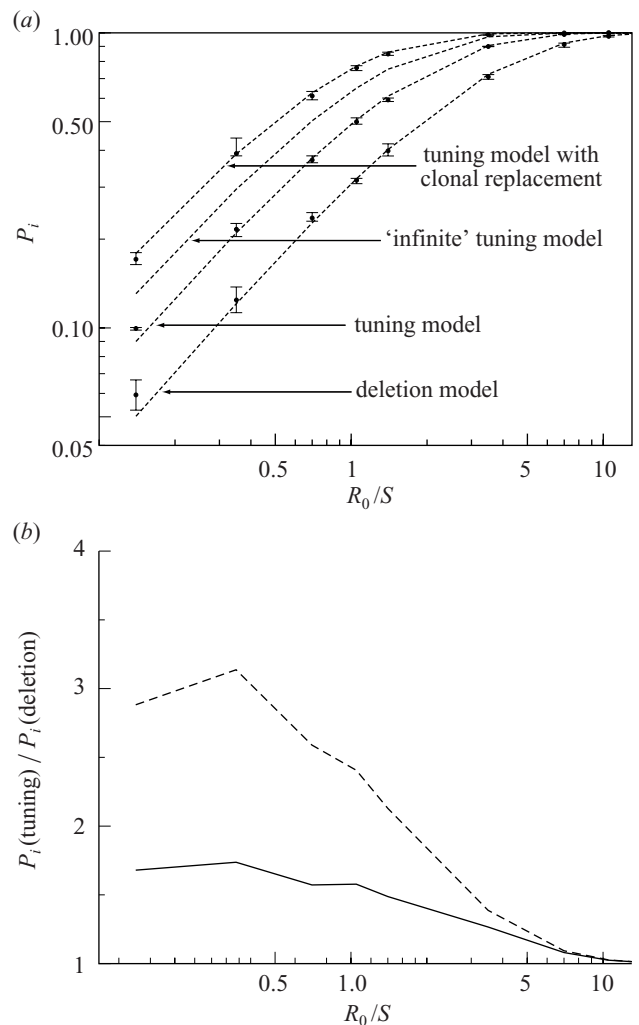 (a)
1.00
0.50
0.10
0.05
P_i
tuning model with
clonal replacement
‘infinite’ tuning model
tuning model
deletion model
0.5
1
5
10
R_0/S
(b)
4
3
2
1
P_i(tuning) / P_i(deletion)
0.5
1.0
5
10
R_0/S